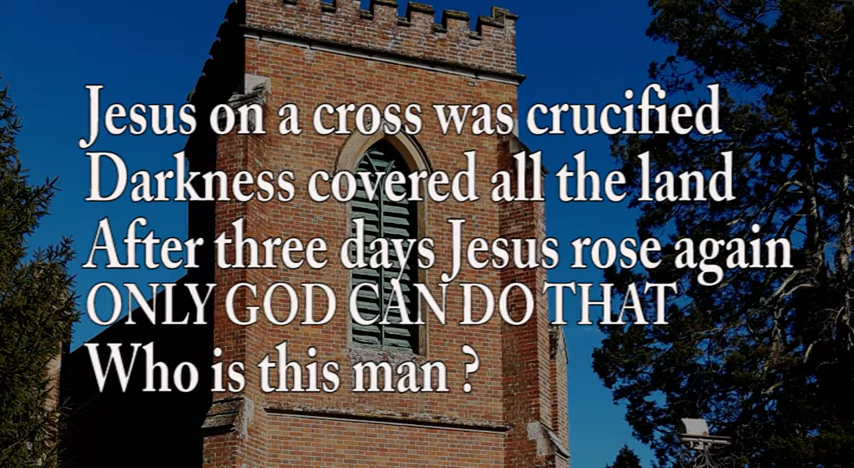 Jesus on a cross was crucified
Darkness covered all the land
After three days Jesus rose again
ONLY GOD CAN DO THAT
Who is this man ?